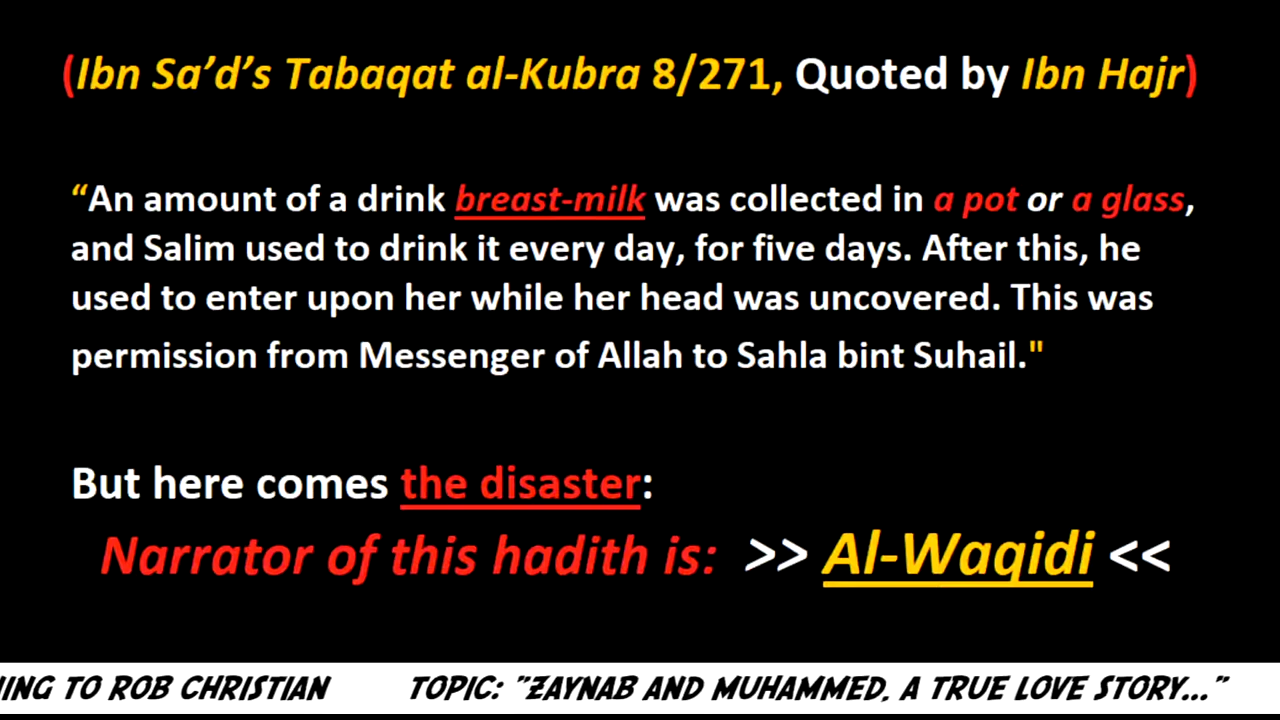 (Ibn Sa’d’s Tabaqat al-Kubra 8/271, Quoted by Ibn Hajr)
“An amount of a drink breast-milk was collected in a pot or a glass,
and Salim used to drink it every day, for five days. After this, he
used to enter upon her while her head was uncovered. This was
permission from Messenger of Allah to Sahla bint Suhail."
But here comes the disaster:
Narrator of this hadith is: >> Al-Waqidi <<
NING TO ROB CHRISTIAN TOPIC: "ZAYNAB AND MUHAMMED, A TRUE LOVE STORY..."